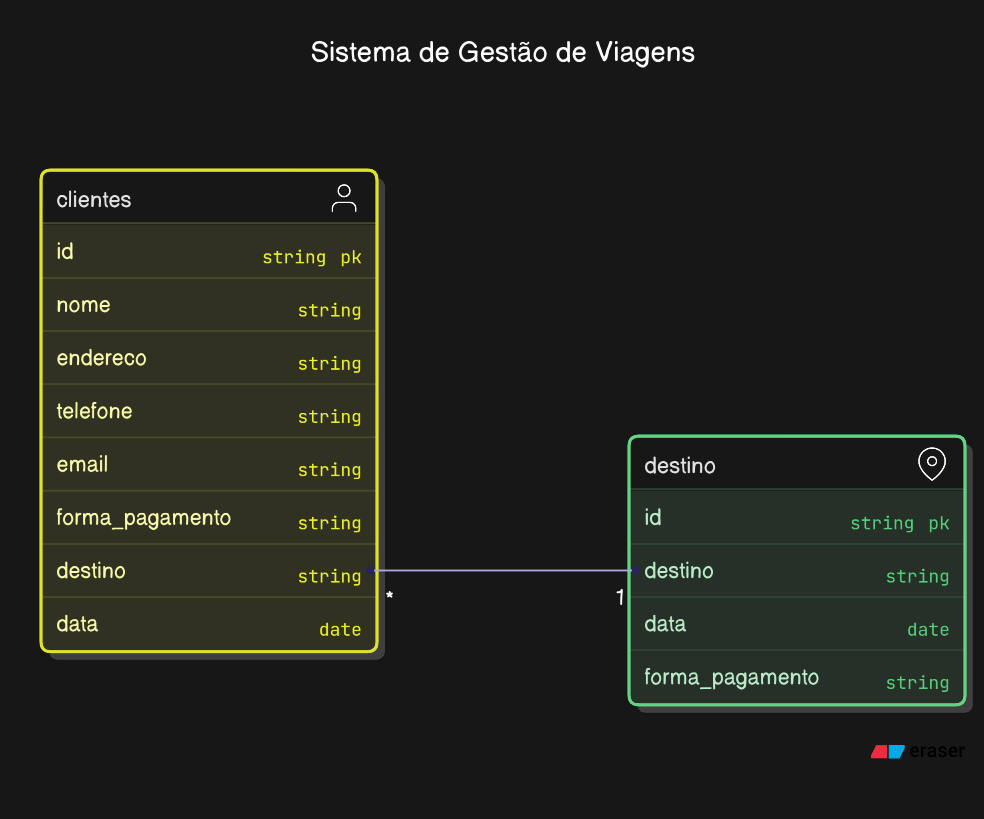 Sistema de Gestão de Viagens
clientes
id string pk
nome string
endereco string
telefone string
email string
forma_pagamento string
destino string
data date
* 1
destino
id string pk
destino string
data date
forma_pagamento string
eraser